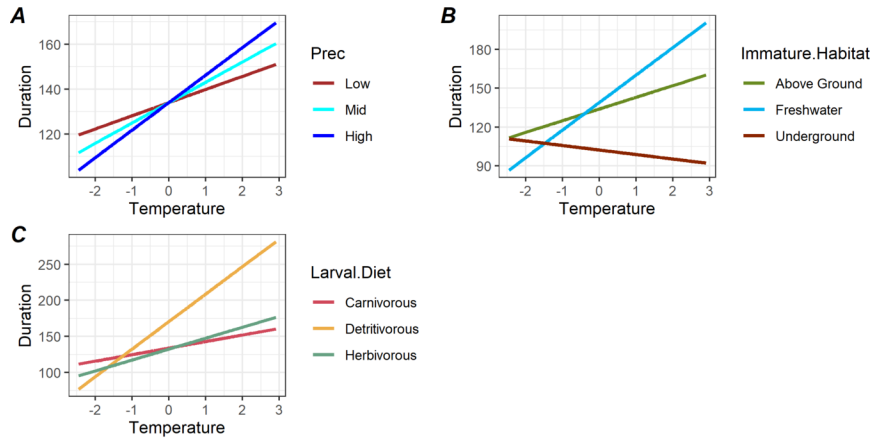 A
160
140
120
Duration
-2 -1 0 1 2 3
Temperature
Prec
Low
Mid
High
B
180
150
120
90
Duration
-2 -1 0 1 2 3
Temperature
Immature.Habitat
Above Ground
Freshwater
Underground
C
250
200
150
100
Duration
-2 -1 0 1 2 3
Temperature
Larval.Diet
Carnivorous
Detritivorous
Herbivorous